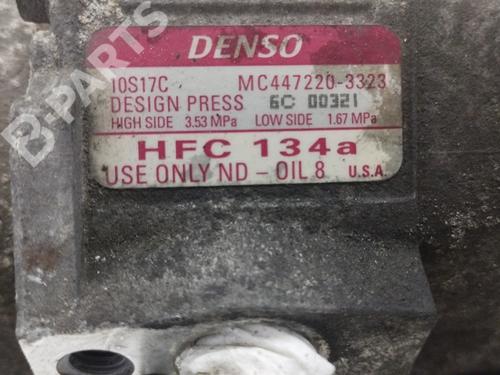 DENSO
10S17C MC447220-3323
DESIGN PRESS 6C 00321
HIGH SIDE 3.53 MPa LOW SIDE 1.67 MPa
HFC 134a
USE ONLY ND-OIL 8 U.S.A.
B-PARTS